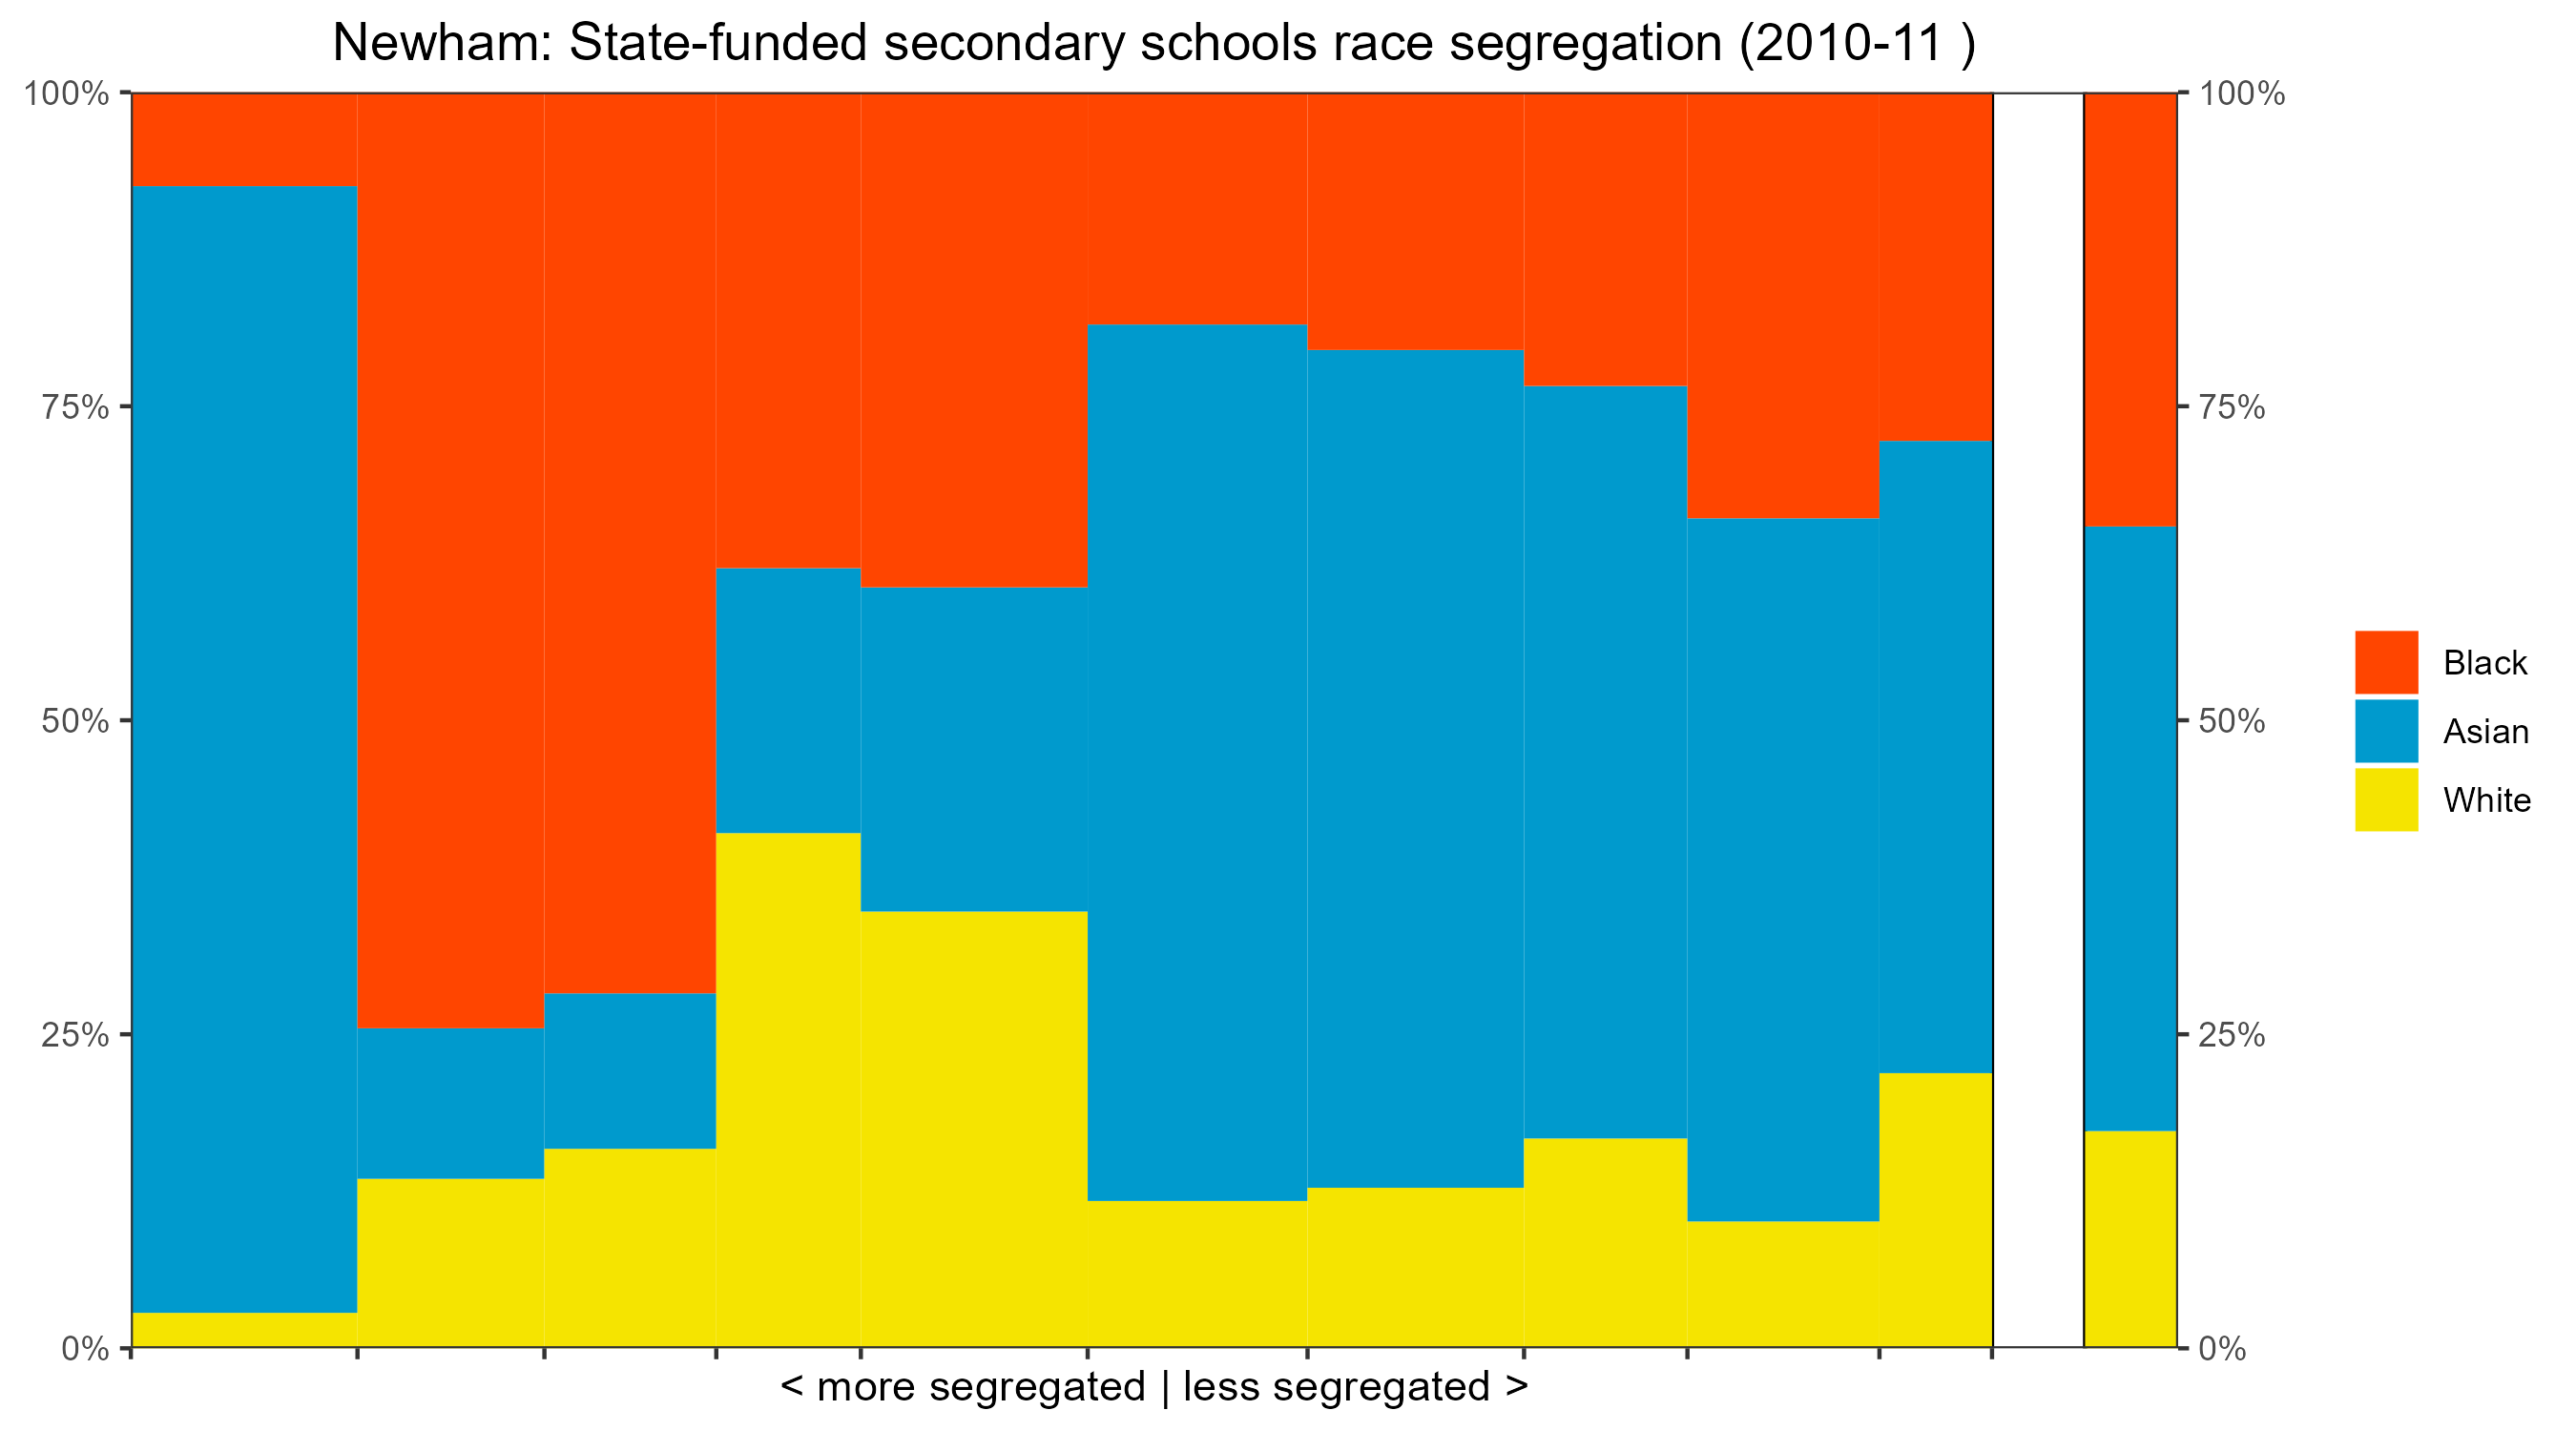 Newham: State-funded secondary schools race segregation (2010-11 )
100%
75%
50%
25%
0%
100%
75%
50%
25%
0%
Black
Asian
White
< more segregated | less segregated >